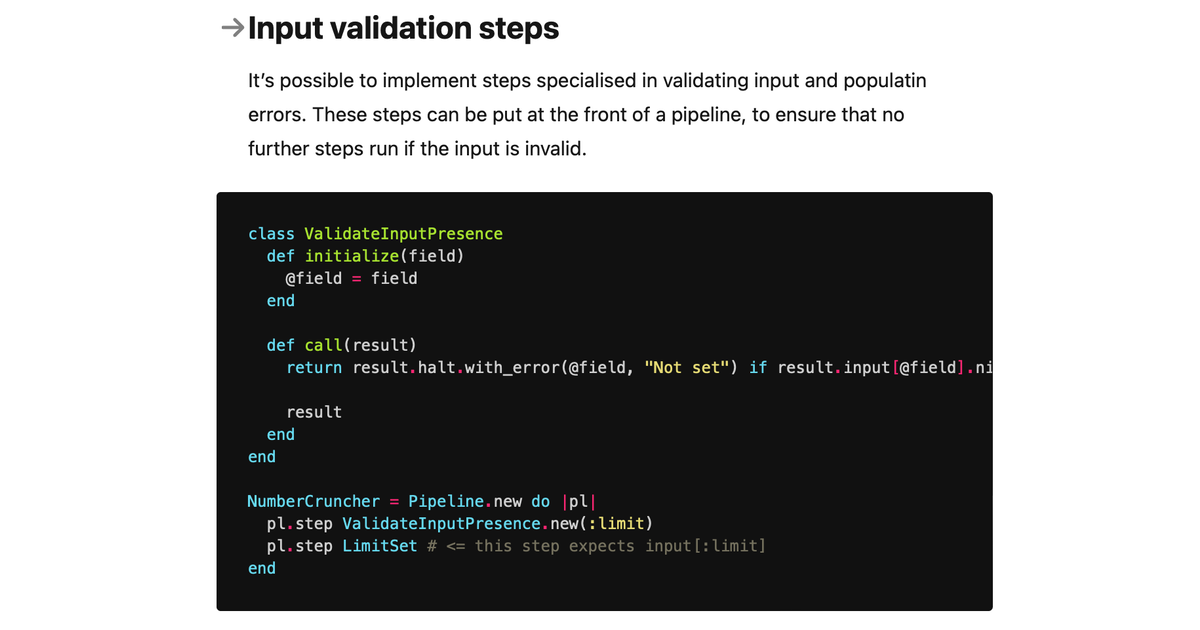 →Input validation steps
It’s possible to implement steps specialised in validating input and populatin
errors. These steps can be put at the front of a pipeline, to ensure that no
further steps run if the input is invalid.
class ValidateInputPresence
  def initialize(field)
    @field = field
  end
  def call(result)
    return result.halt.with_error(@field, "Not set") if result.input[@field].ni
    result
  end
end
NumberCruncher = Pipeline.new do |pl|
  pl.step ValidateInputPresence.new(:limit)
  pl.step LimitSet # <= this step expects input[:limit]
end